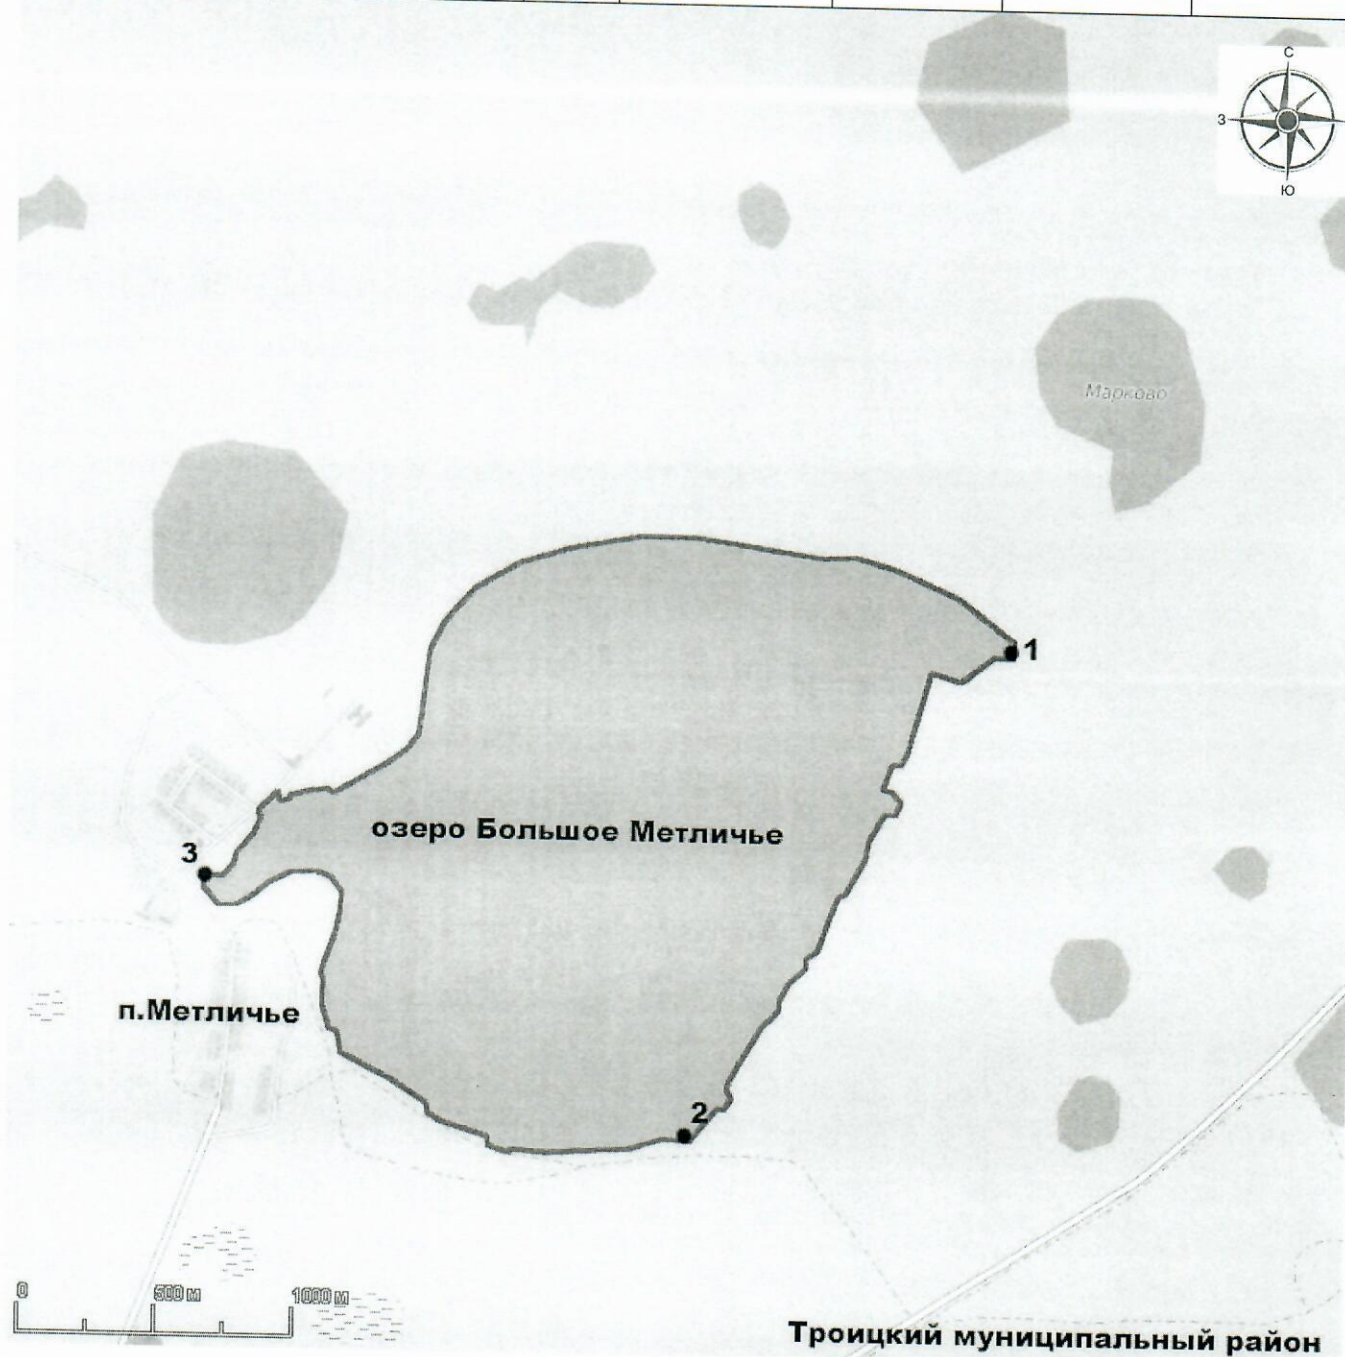 С
З
Ю
Марково
1
озеро Большое Метличье
3
п.Метличье
2
0 500 м 1000 м
Троицкий муниципальный район